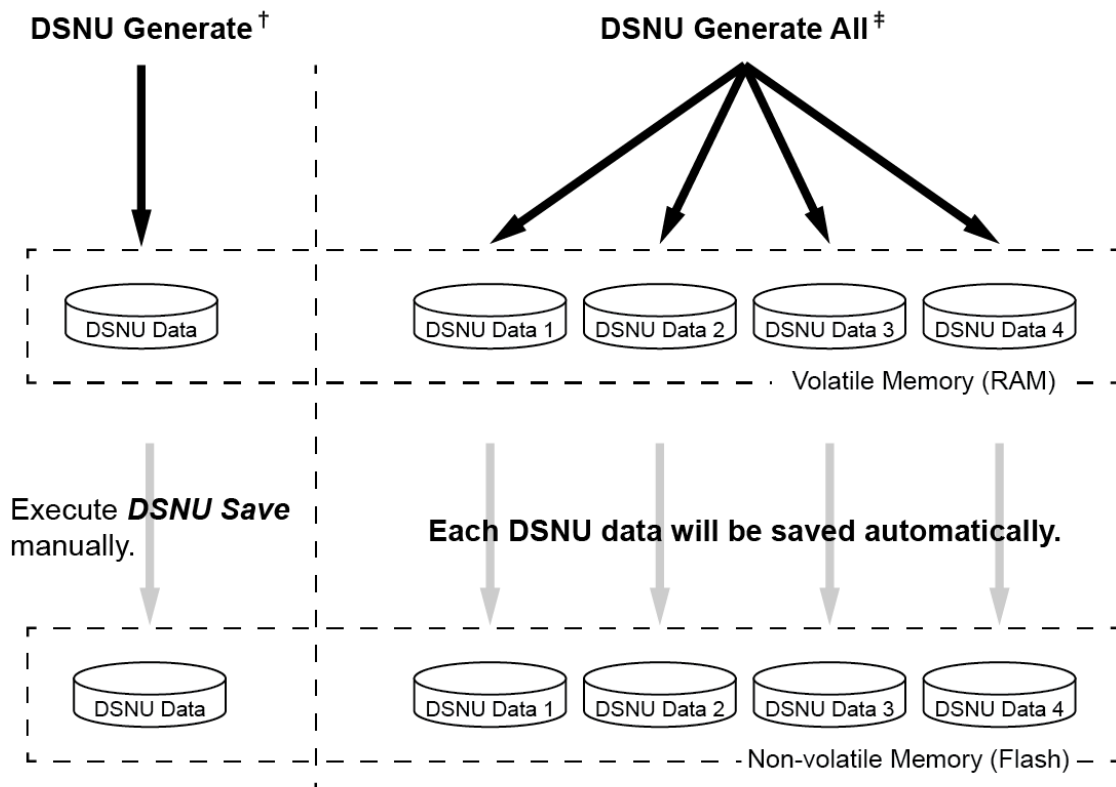 DSNU Generate†
DSNU Generate All‡
DSNU Data
DSNU Data 1
DSNU Data 2
DSNU Data 3
DSNU Data 4
Volatile Memory (RAM)
Execute DSNU Save
manually.
Each DSNU data will be saved automatically.
DSNU Data
DSNU Data 1
DSNU Data 2
DSNU Data 3
DSNU Data 4
Non-volatile Memory (Flash)